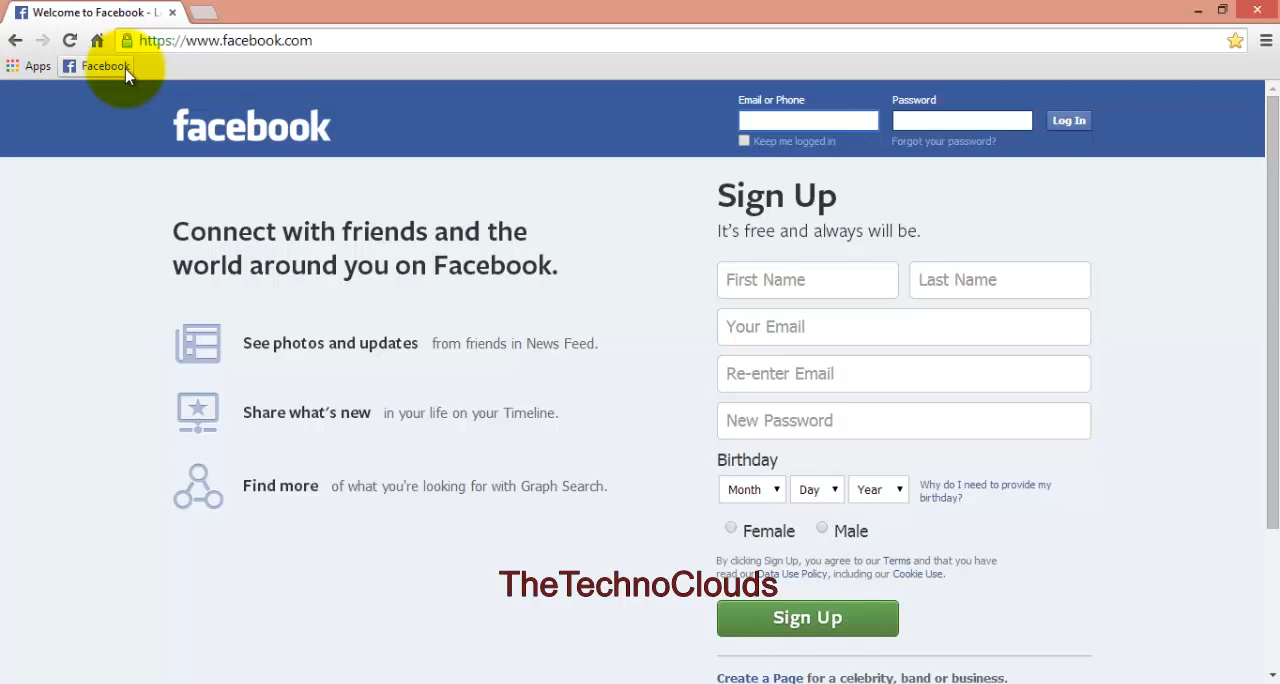 Welcome to Facebook - L
https://www.facebook.com
Apps Facebook
facebook
Email or Phone
Password
Log In
Keep me logged in
Forgot your password?
Connect with friends and the
world around you on Facebook.
See photos and updates from friends in News Feed.
Share what's new in your life on your Timeline.
Find more of what you're looking for with Graph Search.
Sign Up
It's free and always will be.
First Name
Last Name
Your Email
Re-enter Email
New Password
Birthday
Month Day Year
Why do I need to provide my
birthday?
Female Male
By clicking Sign Up, you agree to our Terms and that you have
read our Data Use Policy, including our Cookie Use.
TheTechnoClouds
Sign Up
Create a Page for a celebrity, band or business.